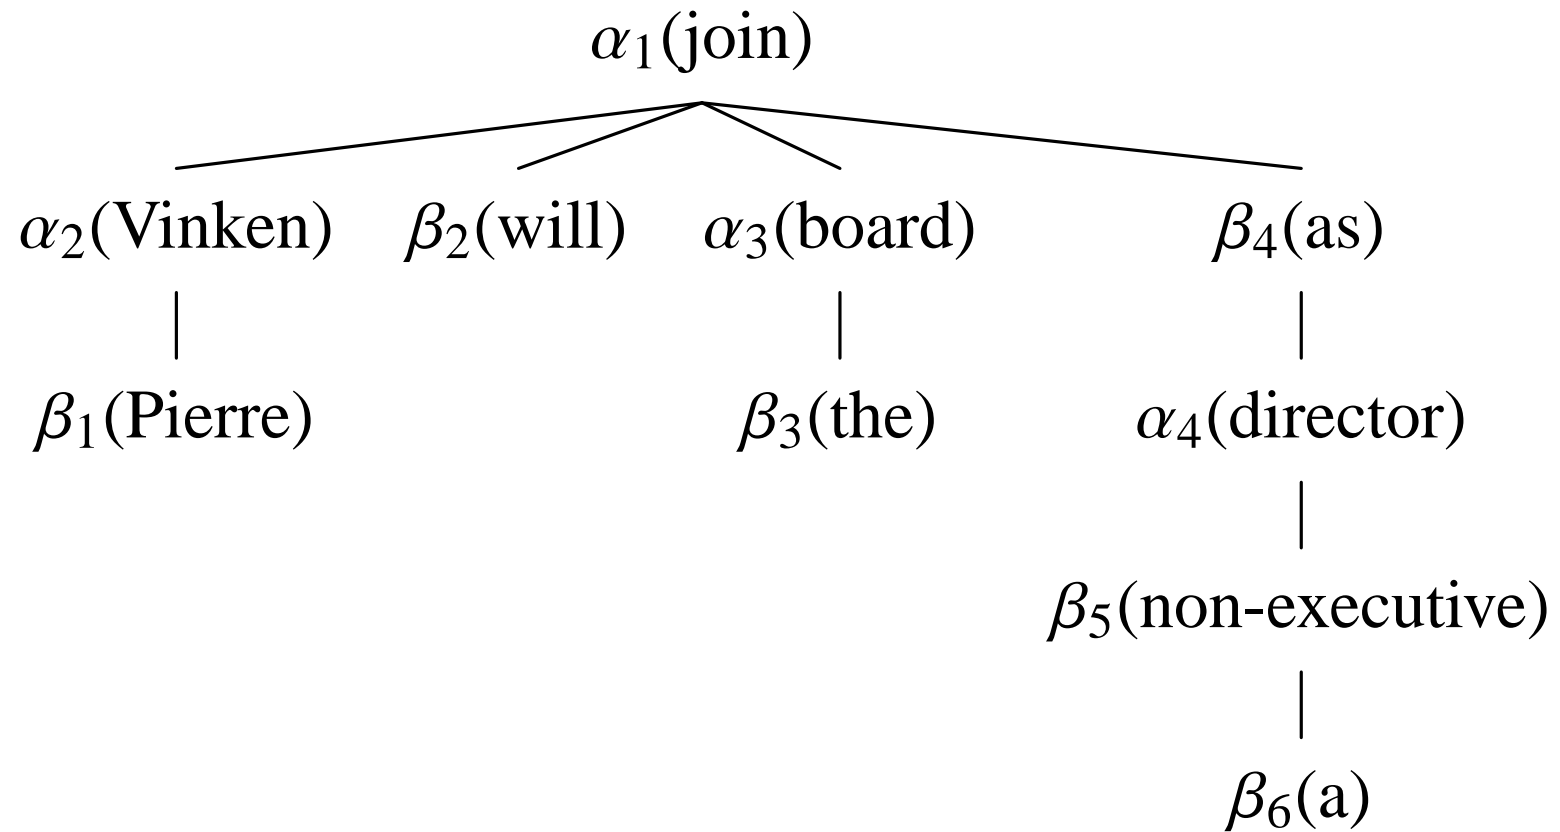 α₁(join)
α₂(Vinken) β₂(will) α₃(board) β₄(as)
β₁(Pierre) β₃(the) α₄(director)
β₅(non-executive)
β₆(a)